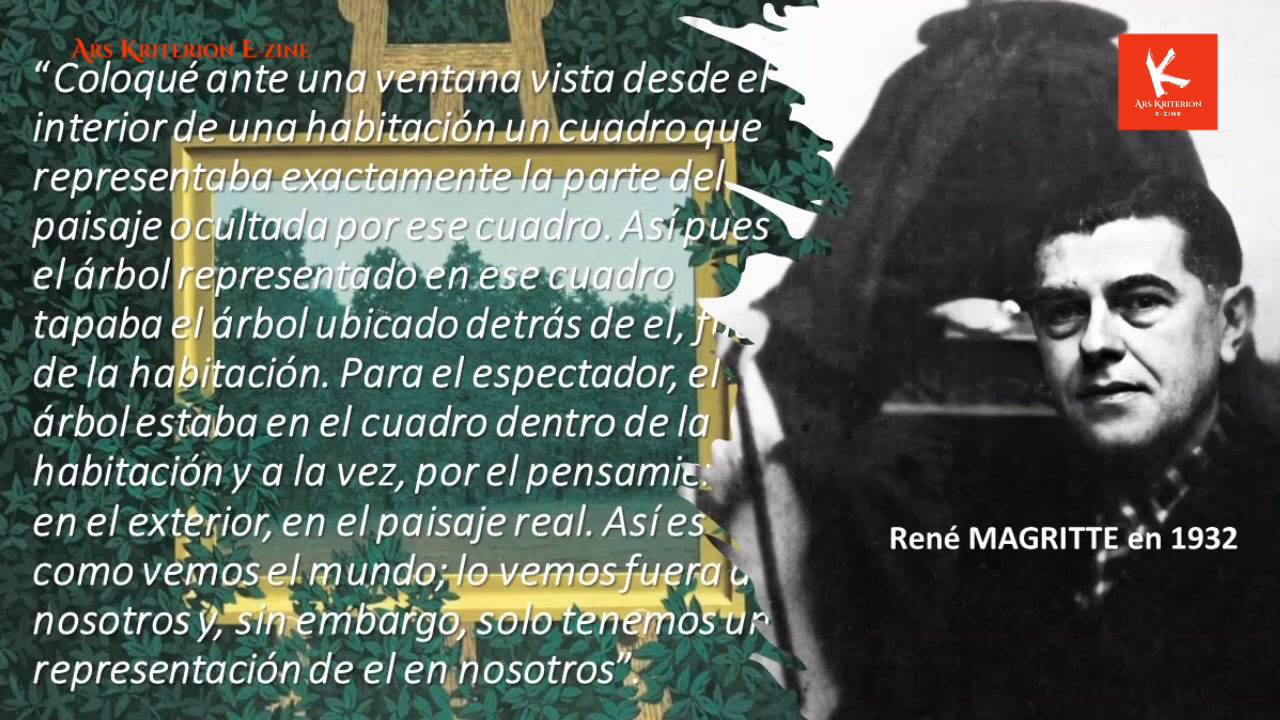 ARS KRITERION E-ZINE
“Coloqué ante una ventana vista desde el
interior de una habitación un cuadro que
representaba exactamente la parte del
paisaje ocultada por ese cuadro. Así pues
el árbol representado en ese cuadro
tapaba el árbol ubicado detrás de el,
de la habitación. Para el espectador, el
árbol estaba en el cuadro dentro de la
habitación y a la vez, por el
en el exterior, en el paisaje real. Así es
como vemos el mundo; lo vemos fuera
nosotros y, sin embargo, solo tenemos
representación de el en nosotros”.
ARS KRITERION
E-ZINE
René MAGRITTE en 1932